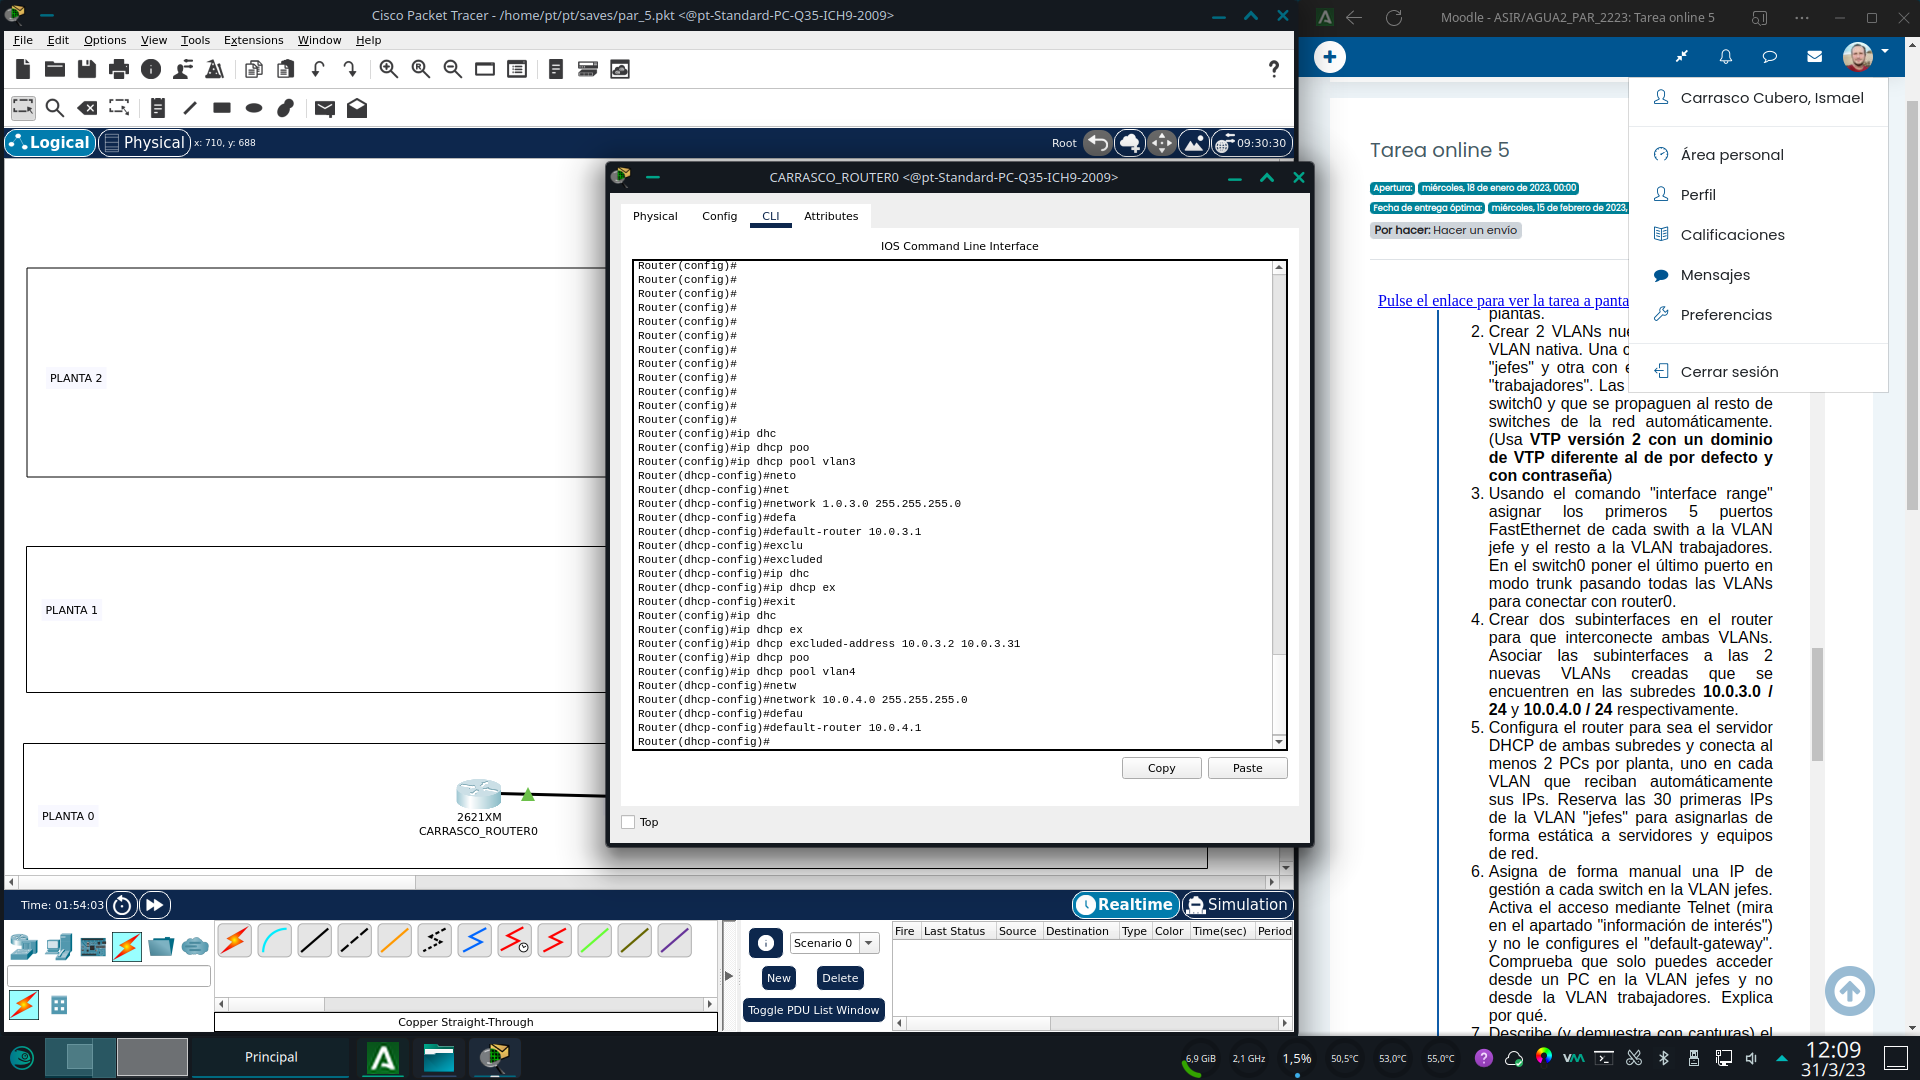 Cisco Packet Tracer - /home/pt/pt/saves/par_5.pkt <@pt-Standard-PC-Q35-ICH9-2009>
File Edit Options View Tools Extensions Window Help
?
Logical Physical x: 710, y: 688
Root 09:30:30
PLANTA 2
PLANTA 1
PLANTA 0
2621XM
CARRASCO_ROUTER0
CARRASCO_ROUTER0 <@pt-Standard-PC-Q35-ICH9-2009>
Physical Config CLI Attributes
IOS Command Line Interface
Router(config)#
Router(config)#
Router(config)#
Router(config)#
Router(config)#
Router(config)#
Router(config)#
Router(config)#
Router(config)#
Router(config)#
Router(config)#
Router(config)#
Router(config)#ip dhc
Router(config)#ip dhcp poo
Router(config)#ip dhcp pool vlan3
Router(dhcp-config)#neto
Router(dhcp-config)#net
Router(dhcp-config)#network 1.0.3.0 255.255.255.0
Router(dhcp-config)#defa
Router(dhcp-config)#default-router 10.0.3.1
Router(dhcp-config)#exclu
Router(dhcp-config)#excluded
Router(dhcp-config)#ip dhc
Router(dhcp-config)#ip dhcp ex
Router(dhcp-config)#exit
Router(config)#ip dhc
Router(config)#ip dhcp ex
Router(config)#ip dhcp excluded-address 10.0.3.2 10.0.3.31
Router(config)#ip dhcp poo
Router(config)#ip dhcp pool vlan4
Router(dhcp-config)#netw
Router(dhcp-config)#network 10.0.4.0 255.255.255.0
Router(dhcp-config)#defau
Router(dhcp-config)#default-router 10.0.4.1
Router(dhcp-config)#
Copy Paste
Top
Time: 01:54:03
Realtime Simulation
Copper Straight-Through
Scenario 0
New Delete
Toggle PDU List Window
Fire Last Status Source Destination Type Color Time(sec) Period
Moodle - ASIR/AGUA2_PAR_2223: Tarea online 5
Carrasco Cubero, Ismael
Área personal
Perfil
Calificaciones
Mensajes
Preferencias
Cerrar sesión
Tarea online 5
Apertura: miércoles, 18 de enero de 2023, 00:00
Fecha de entrega óptima: miércoles, 15 de febrero de 2023,
Por hacer: Hacer un envío
Pulse el enlace para ver la tarea a panta
plantas.
2. Crear 2 VLANs nue
VLAN nativa. Una c
"jefes" y otra con e
"trabajadores". Las
switch0 y que se propaguen al resto de
switches de la red automáticamente.
(Usa VTP versión 2 con un dominio
de VTP diferente al de por defecto y
con contraseña)
3. Usando el comando "interface range"
asignar los primeros 5 puertos
FastEthernet de cada swith a la VLAN
jefe y el resto a la VLAN trabajadores.
En el switch0 poner el último puerto en
modo trunk pasando todas las VLANs
para conectar con router0.
4. Crear dos subinterfaces en el router
para que interconecte ambas VLANs.
Asociar las subinterfaces a las 2
nuevas VLANs creadas que se
encuentren en las subredes 10.0.3.0 /
24 y 10.0.4.0 / 24 respectivamente.
5. Configura el router para sea el servidor
DHCP de ambas subredes y conecta al
menos 2 PCs por planta, uno en cada
VLAN que reciban automáticamente
sus IPs. Reserva las 30 primeras IPs
de la VLAN "jefes" para asignarlas de
forma estática a servidores y equipos
de red.
6. Asigna de forma manual una IP de
gestión a cada switch en la VLAN jefes.
Activa el acceso mediante Telnet (mira
en el apartado "información de interés")
y no le configures el "default-gateway".
Comprueba que solo puedes acceder
desde un PC en la VLAN jefes y no
desde la VLAN trabajadores. Explica
por qué.
7. Describe (y demuestra con capturas) el
Principal
6,9 GiB 2,1 GHz 1,5% 50,5°C 53,0°C 55,0°C
12:09
31/3/23